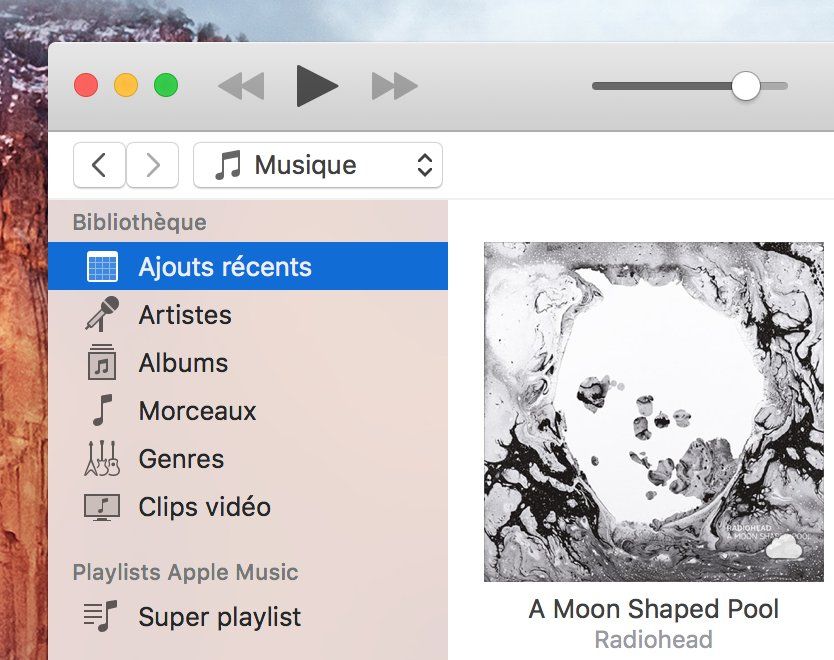 Musique
Bibliothèque
Ajouts récents
Artistes
Albums
Morceaux
Genres
Clips vidéo
Playlists Apple Music
Super playlist
RADIOHEAD
A MOON SHAPED POOL
A Moon Shaped Pool
Radiohead